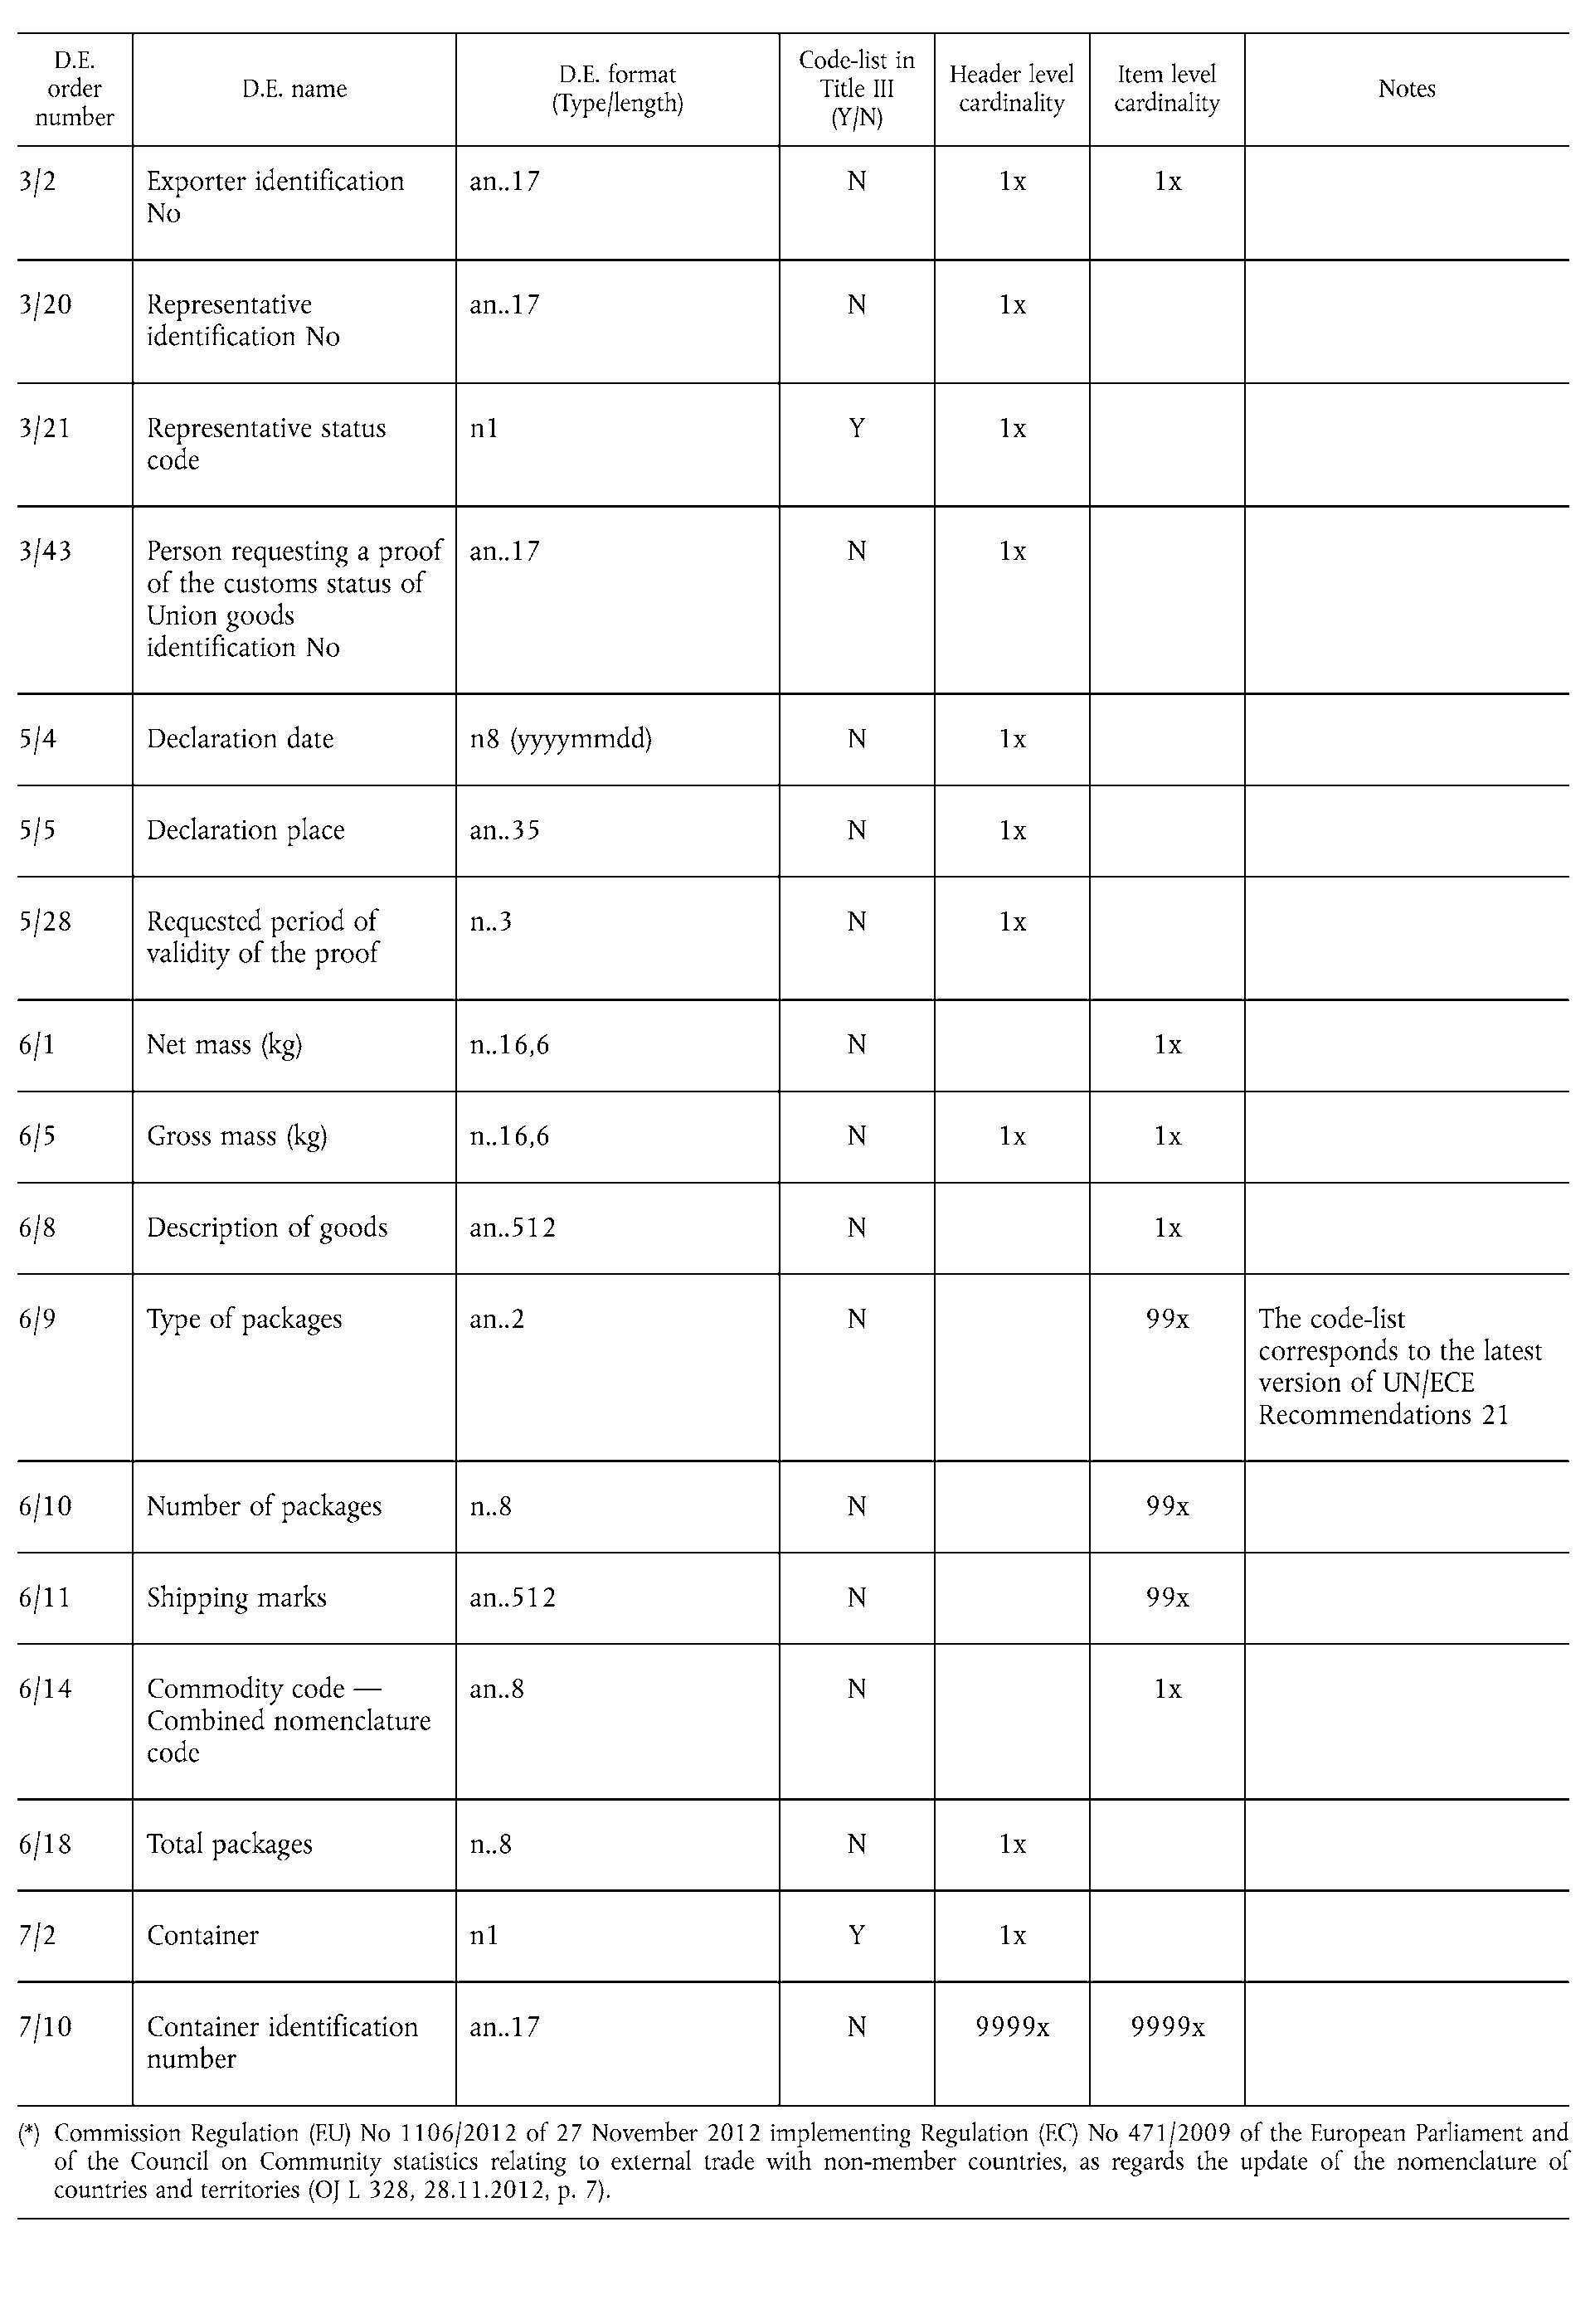 D.E. order number
D.E. name
D.E. format (Type/length)
Code-list in Title III (Y/N)
Header level cardinality
Item level cardinality
Notes
3/2 Exporter identification an..17 N 1x 1x
No
3/20 Representative an..17 N 1x
identification No
3/21 Representative status n1 Y 1x
code
3/43 Person requesting a proof an..17 N 1x
of the customs status of
Union goods
identification No
5/4 Declaration date n8 (yyyymmdd) N 1x
5/5 Declaration place an..35 N 1x
5/28 Requested period of n..3 N 1x
validity of the proof
6/1 Net mass (kg) n..16,6 N 1x
6/5 Gross mass (kg) n..16,6 N 1x 1x
6/8 Description of goods an..512 N 1x
6/9 Type of packages an..2 N 99x The code-list
corresponds to the latest
version of UN/ECE
Recommendations 21
6/10 Number of packages n..8 N 99x
6/11 Shipping marks an..512 N 99x
6/14 Commodity code — an..8 N 1x
Combined nomenclature
code
6/18 Total packages n..8 N 1x
7/2 Container n1 Y 1x
7/10 Container identification an..17 N 9999x 9999x
number
(*) Commission Regulation (EU) No 1106/2012 of 27 November 2012 implementing Regulation (EC) No 471/2009 of the European Parliament and
of the Council on Community statistics relating to external trade with non-member countries, as regards the update of the nomenclature of
countries and territories (OJ L 328, 28.11.2012, p. 7).